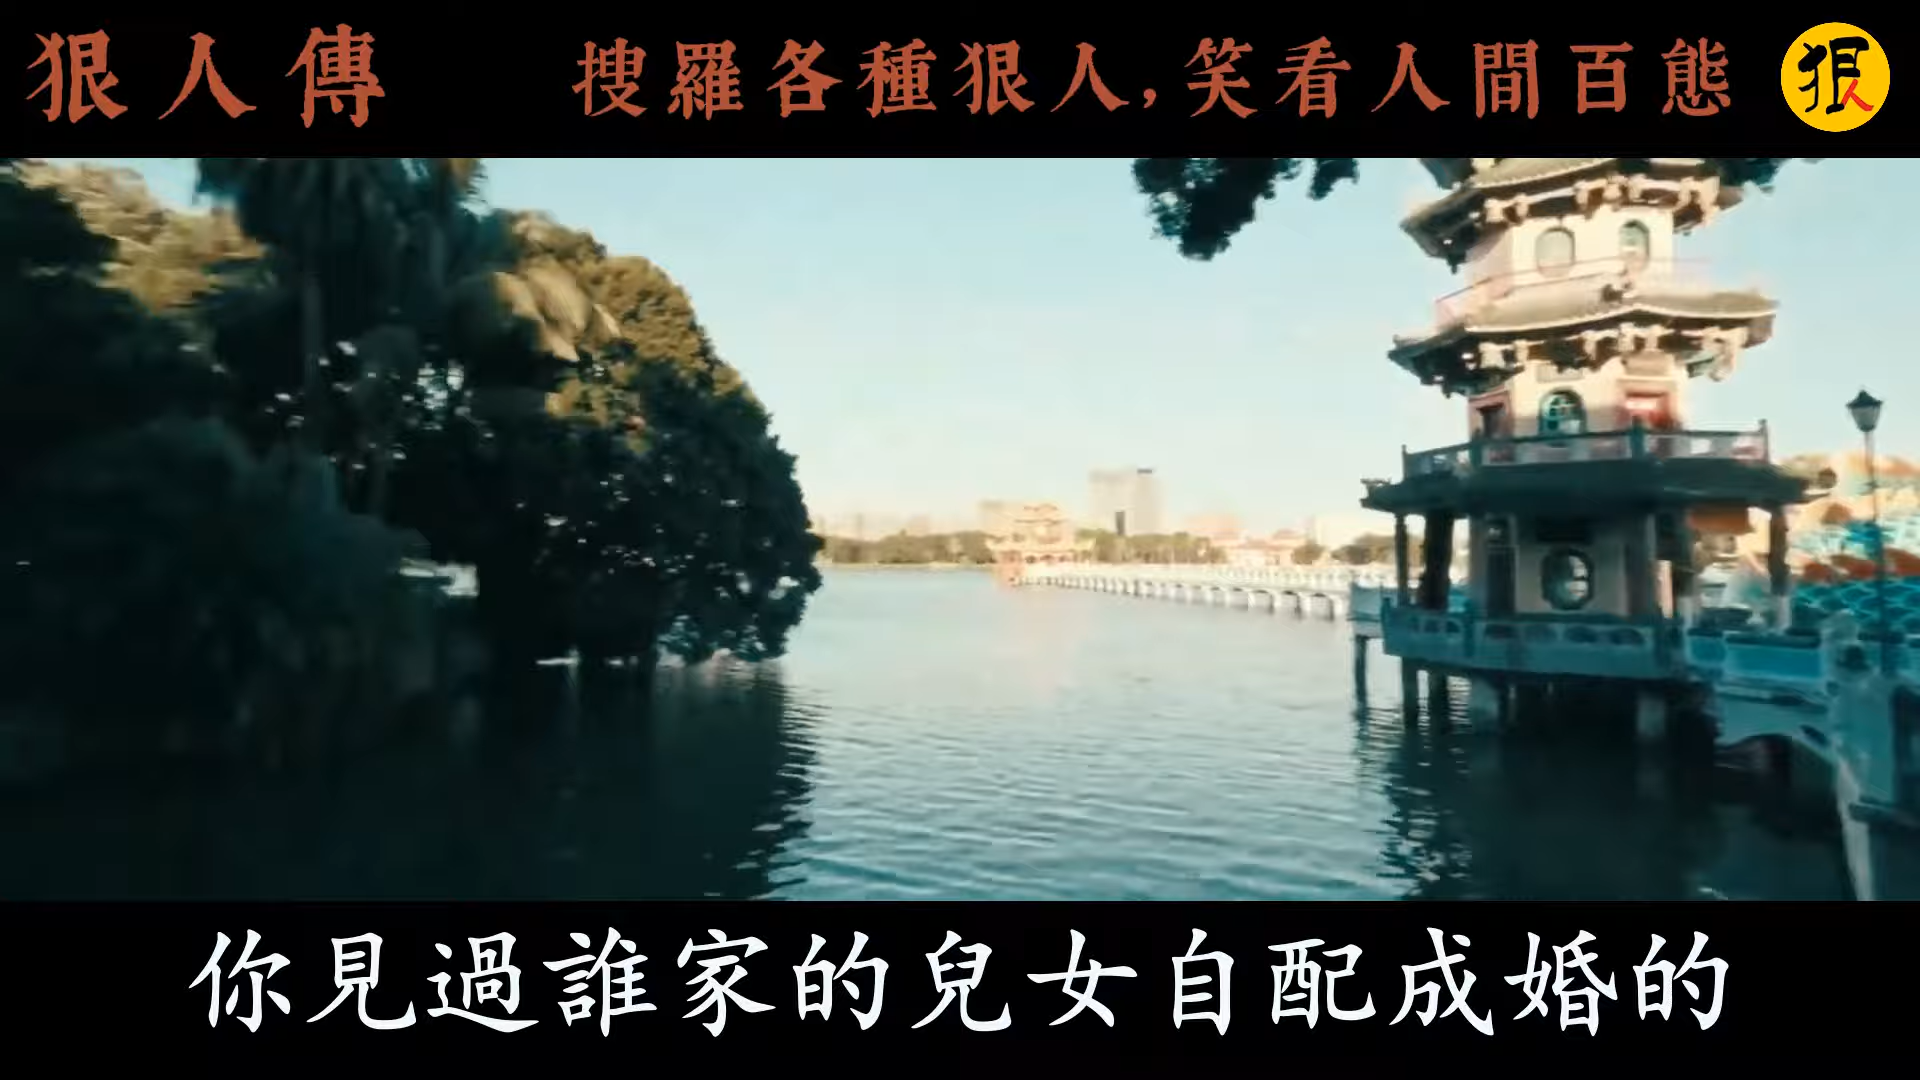 狠人傳
搜羅各種狠人,笑看人間百態
狠人
你見過誰家的兒女自配成婚的